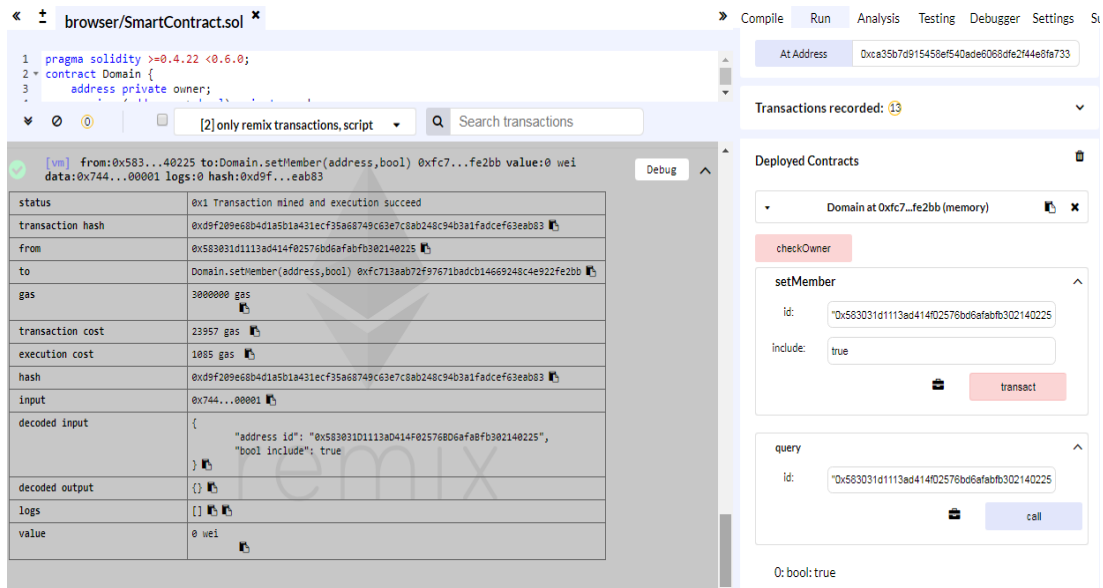 browser/SmartContract.sol
1 pragma solidity >=0.4.22 <0.6.0;
2 contract Domain {
3 address private owner;
0
[2] only remix transactions, script
Search transactions
[vm] from:0x583...40225 to:Domain.setMember(address,bool) 0xfc7...fe2bb value:0 wei
data:0x744...00001 logs:0 hash:0xd9f...eab83
Debug
status 0x1 Transaction mined and execution succeed
transaction hash 0xd9f209e68b4d1a5b1a431ecf35a68749c63e7c8ab248c94b3a1fadcef63eab83
from 0x583031d1113ad414f02576bd6afabfb302140225
to Domain.setMember(address,bool) 0xfc713aab72f97671badcb14669248c4e922fe2bb
gas 3000000 gas
transaction cost 23957 gas
execution cost 1085 gas
hash 0xd9f209e68b4d1a5b1a431ecf35a68749c63e7c8ab248c94b3a1fadcef63eab83
input 0x744...00001
decoded input {
"address id": "0x583031D1113aD414F02576BD6afaBfb302140225",
"bool include": true
}
decoded output {}
logs []
value 0 wei
remix
Compile Run Analysis Testing Debugger Settings
At Address 0xca35b7d915458ef540ade6068dfe2f44e8fa733
Transactions recorded: 13
Deployed Contracts
Domain at 0xfc7...fe2bb (memory)
checkOwner
setMember
id: "0x583031d1113ad414f02576bd6afabfb302140225
include: true
transact
query
id: "0x583031d1113ad414f02576bd6afabfb302140225
call
0: bool: true